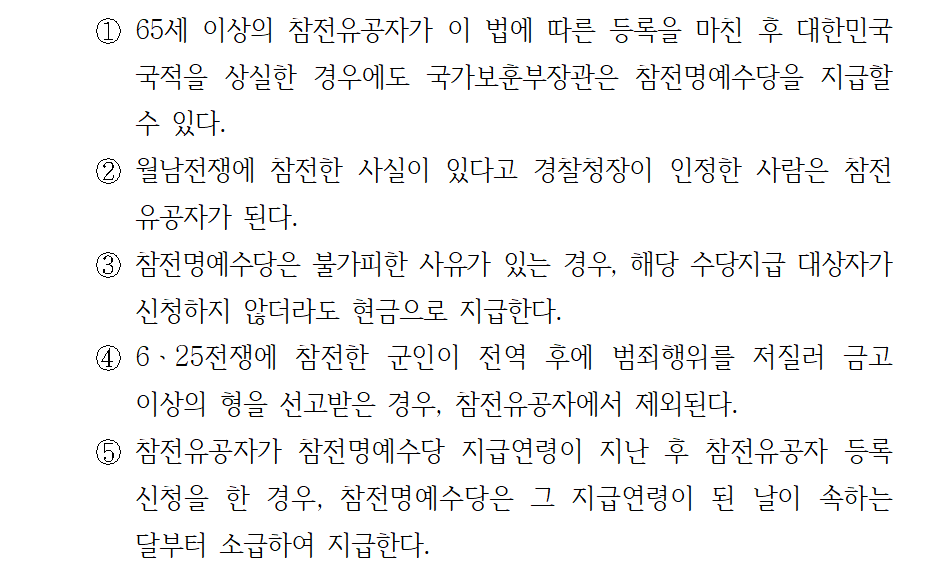 ① 65세 이상의 참전유공자가 이 법에 따른 등록을 마친 후 대한민국
국적을 상실한 경우에도 국가보훈부장관은 참전명예수당을 지급할
수 있다.
② 월남전쟁에 참전한 사실이 있다고 경찰청장이 인정한 사람은 참전
유공자가 된다.
③ 참전명예수당은 불가피한 사유가 있는 경우, 해당 수당지급 대상자가
신청하지 않더라도 현금으로 지급한다.
④ 6ㆍ25전쟁에 참전한 군인이 전역 후에 범죄행위를 저질러 금고
이상의 형을 선고받은 경우, 참전유공자에서 제외된다.
⑤ 참전유공자가 참전명예수당 지급연령이 지난 후 참전유공자 등록
신청을 한 경우, 참전명예수당은 그 지급연령이 된 날이 속하는
달부터 소급하여 지급한다.